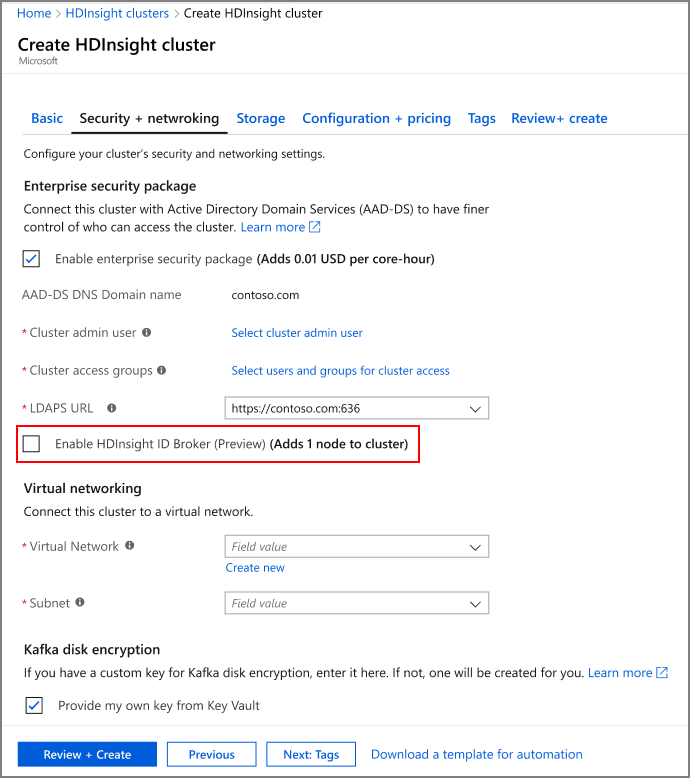 Home > HDInsight clusters > Create HDInsight cluster
Create HDInsight cluster
Microsoft
Basic Security + netwroking Storage Configuration + pricing Tags Review+ create
Configure your cluster's security and networking settings.
Enterprise security package
Connect this cluster with Active Directory Domain Services (AAD-DS) to have finer
control of who can access the cluster. Learn more
Enable enterprise security package (Adds 0.01 USD per core-hour)
AAD-DS DNS Domain name contoso.com
* Cluster admin user Select cluster admin user
* Cluster access groups Select users and groups for cluster access
* LDAPS URL https://contoso.com:636
Enable HDInsight ID Broker (Preview) (Adds 1 node to cluster)
Virtual networking
Connect this cluster to a virtual network.
* Virtual Network Field value
Create new
* Subnet Field value
Kafka disk encryption
If you have a custom key for Kafka disk encryption, enter it here. If not, one will be created for you. Learn more
Provide my own key from Key Vault
Review + Create Previous Next: Tags Download a template for automation